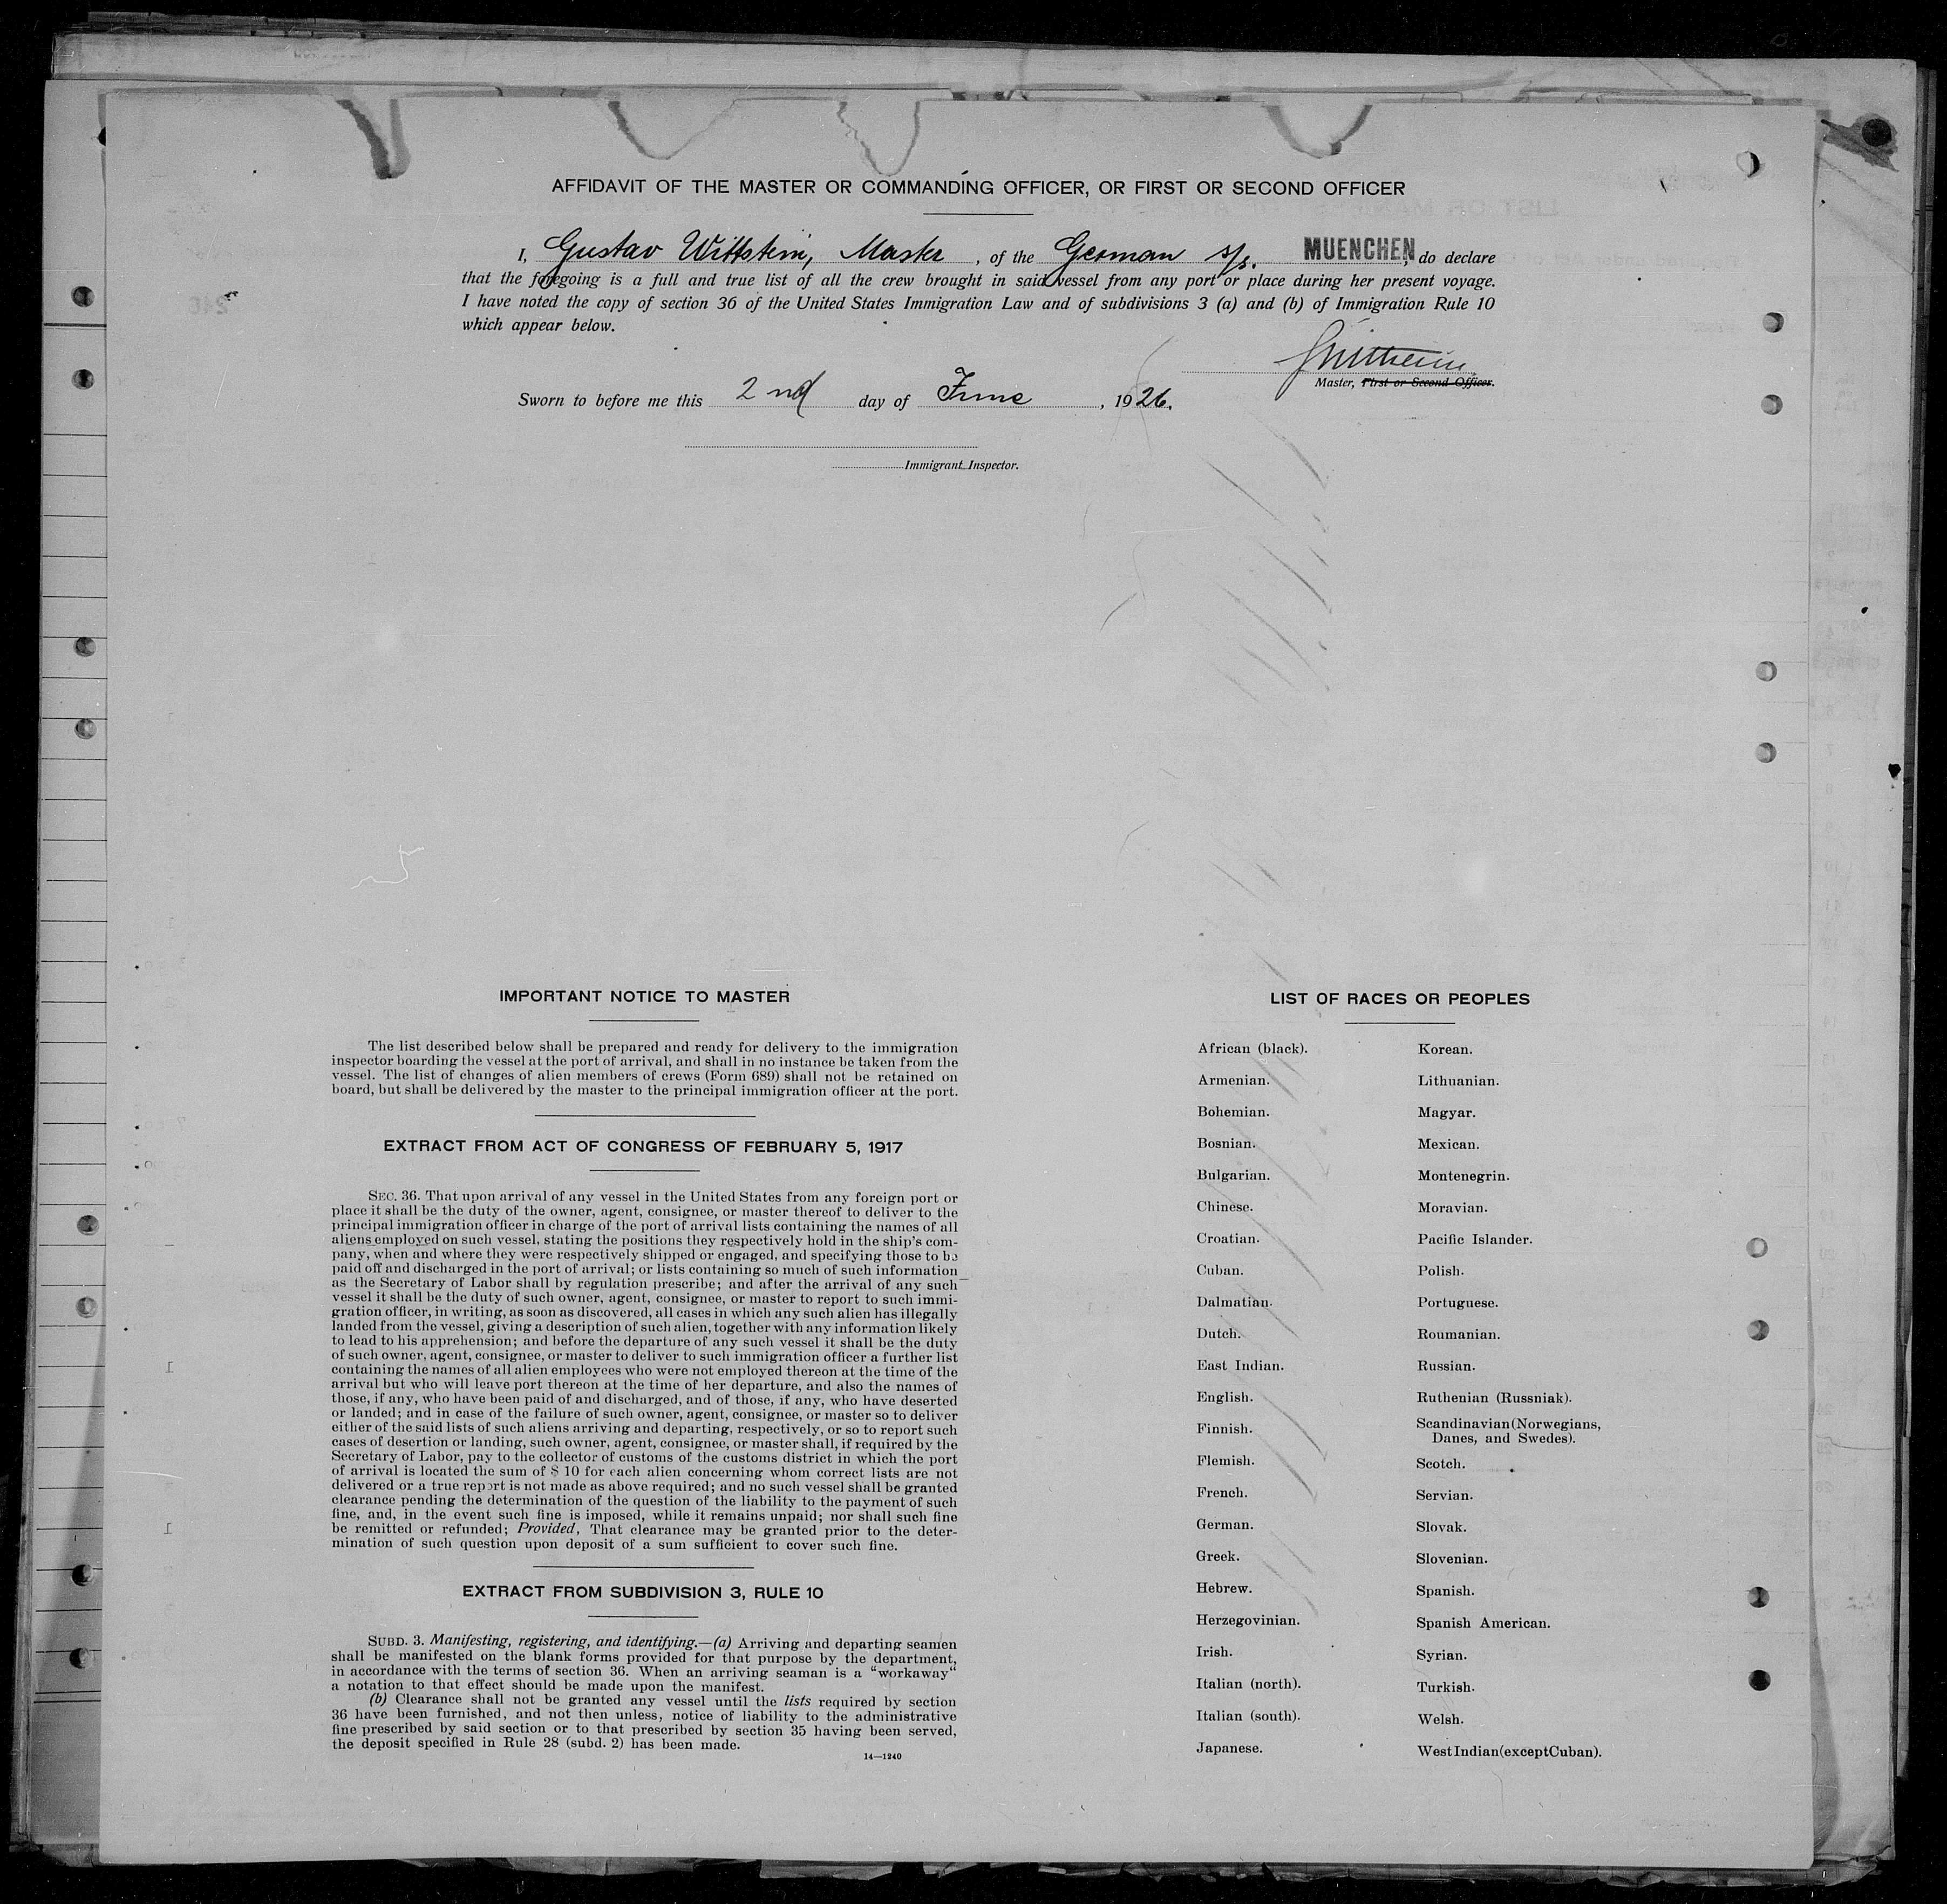 AFFIDAVIT OF THE MASTER OR COMMANDING OFFICER, OR FIRST OR SECOND OFFICER
I, Gustav Wittstein, Master, of the German s/s. MUENCHEN, do declare
that the foregoing is a full and true list of all the crew brought in said vessel from any port or place during her present voyage.
I have noted the copy of section 36 of the United States Immigration Law and of subdivisions 3 (a) and (b) of Immigration Rule 10
which appear below.
Master, First or Second Officer.
Sworn to before me this 2nd day of June, 1926.
Immigrant Inspector.
IMPORTANT NOTICE TO MASTER
The list described below shall be prepared and ready for delivery to the immigration
inspector boarding the vessel at the port of arrival, and shall in no instance be taken from the
vessel. The list of changes of alien members of crews (Form 689) shall not be retained on
board, but shall be delivered by the master to the principal immigration officer at the port.
EXTRACT FROM ACT OF CONGRESS OF FEBRUARY 5, 1917
SEC. 36. That upon arrival of any vessel in the United States from any foreign port or
place it shall be the duty of the owner, agent, consignee, or master thereof to deliver to the
principal immigration officer in charge of the port of arrival lists containing the names of all
aliens employed on such vessel, stating the positions they respectively hold in the ship's com-
pany, when and where they were respectively shipped or engaged, and specifying those to be
paid off and discharged in the port of arrival; or lists containing so much of such information
as the Secretary of Labor shall by regulation prescribe; and after the arrival of any such
vessel it shall be the duty of such owner, agent, consignee, or master to report to such immi-
gration officer, in writing, as soon as discovered, all cases in which any such alien has illegally
landed from the vessel, giving a description of such alien, together with any information likely
to lead to his apprehension; and before the departure of any such vessel it shall be the duty
of such owner, agent, consignee, or master to deliver to such immigration officer a further list
containing the names of all alien employees who were not employed thereon at the time of the
arrival but who will leave port thereon at the time of her departure, and also the names of
those, if any, who have been paid of and discharged, and of those, if any, who have deserted
or landed; and in case of the failure of such owner, agent, consignee, or master so to deliver
either of the said lists of such aliens arriving and departing, respectively, or so to report such
cases of desertion or landing, such owner, agent, consignee, or master shall, if required by the
Secretary of Labor, pay to the collector of customs of the customs district in which the port
of arrival is located the sum of $ 10 for each alien concerning whom correct lists are not
delivered or a true report is not made as above required; and no such vessel shall be granted
clearance pending the determination of the question of the liability to the payment of such
fine, and, in the event such fine is imposed, while it remains unpaid; nor shall such fine
be remitted or refunded; Provided, That clearance may be granted prior to the deter-
mination of such question upon deposit of a sum sufficient to cover such fine.
EXTRACT FROM SUBDIVISION 3, RULE 10
SUBD. 3. Manifesting, registering, and identifying.—(a) Arriving and departing seamen
shall be manifested on the blank forms provided for that purpose by the department,
in accordance with the terms of section 36. When an arriving seaman is a "workaway"
a notation to that effect should be made upon the manifest.
(b) Clearance shall not be granted any vessel until the lists required by section
36 have been furnished, and not then unless, notice of liability to the administrative
fine prescribed by said section or to that prescribed by section 35 having been served,
the deposit specified in Rule 28 (subd. 2) has been made.
14—1240
LIST OF RACES OR PEOPLES
African (black).
Armenian.
Bohemian.
Bosnian.
Bulgarian.
Chinese.
Croatian.
Cuban.
Dalmatian.
Dutch.
East Indian.
English.
Finnish.
Flemish.
French.
German.
Greek.
Hebrew.
Herzegovinian.
Irish.
Italian (north).
Italian (south).
Japanese.
Korean.
Lithuanian.
Magyar.
Mexican.
Montenegrin.
Moravian.
Pacific Islander.
Polish.
Portuguese.
Roumanian.
Russian.
Ruthenian (Russniak).
Scandinavian (Norwegians,
Danes, and Swedes).
Scotch.
Servian.
Slovak.
Slovenian.
Spanish.
Spanish American.
Syrian.
Turkish.
Welsh.
West Indian (except Cuban).